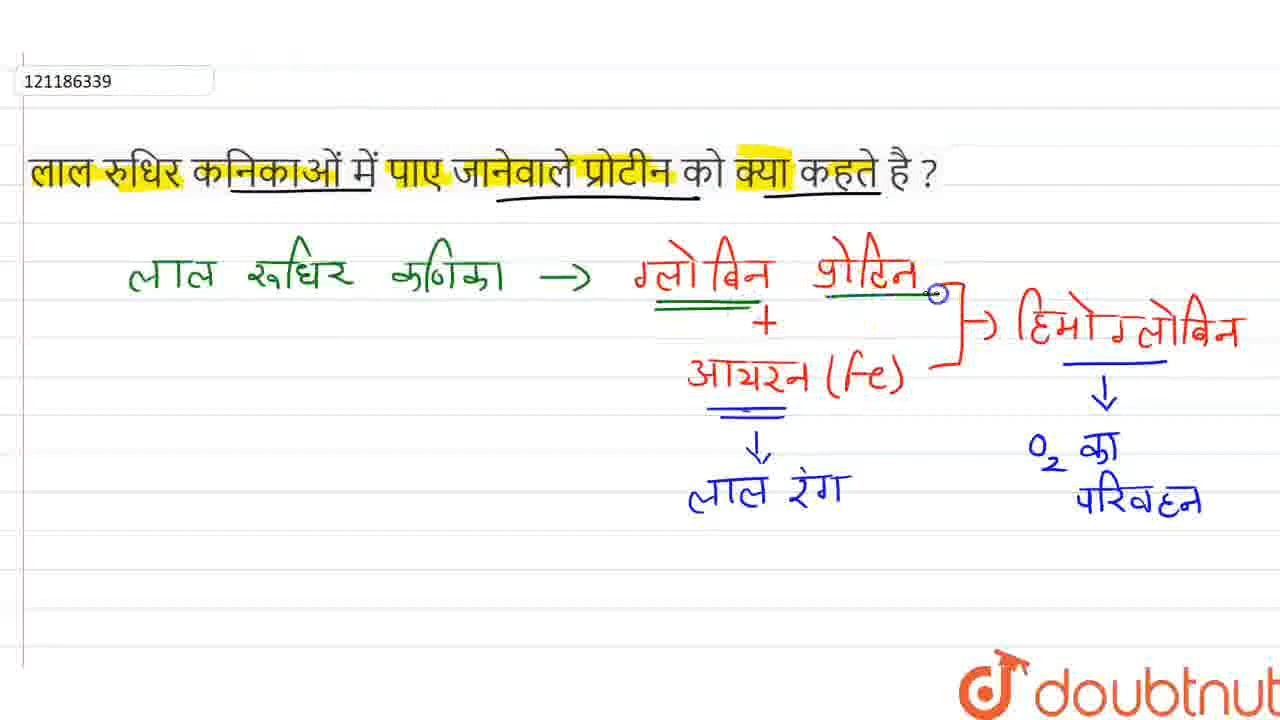 121186339
लाल रुधिर कनिकाओं में पाए जानेवाले प्रोटीन को क्या कहते है ?
लाल रूधिर कणिका → ग्लोबिन प्रोटिन
+
आयरन (Fe)
→ हिमोग्लोबिन
↓
लाल रंग
↓
O2 का
परिवहन
doubtnut